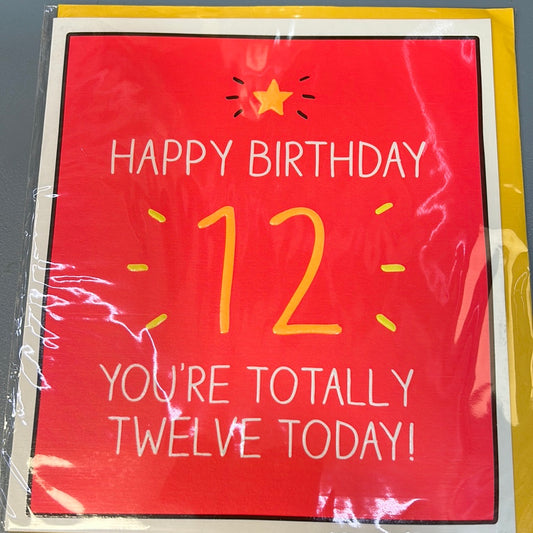 HAPPY BIRTHDAY
12
YOU'RE TOTALLY
TWELVE TODAY!